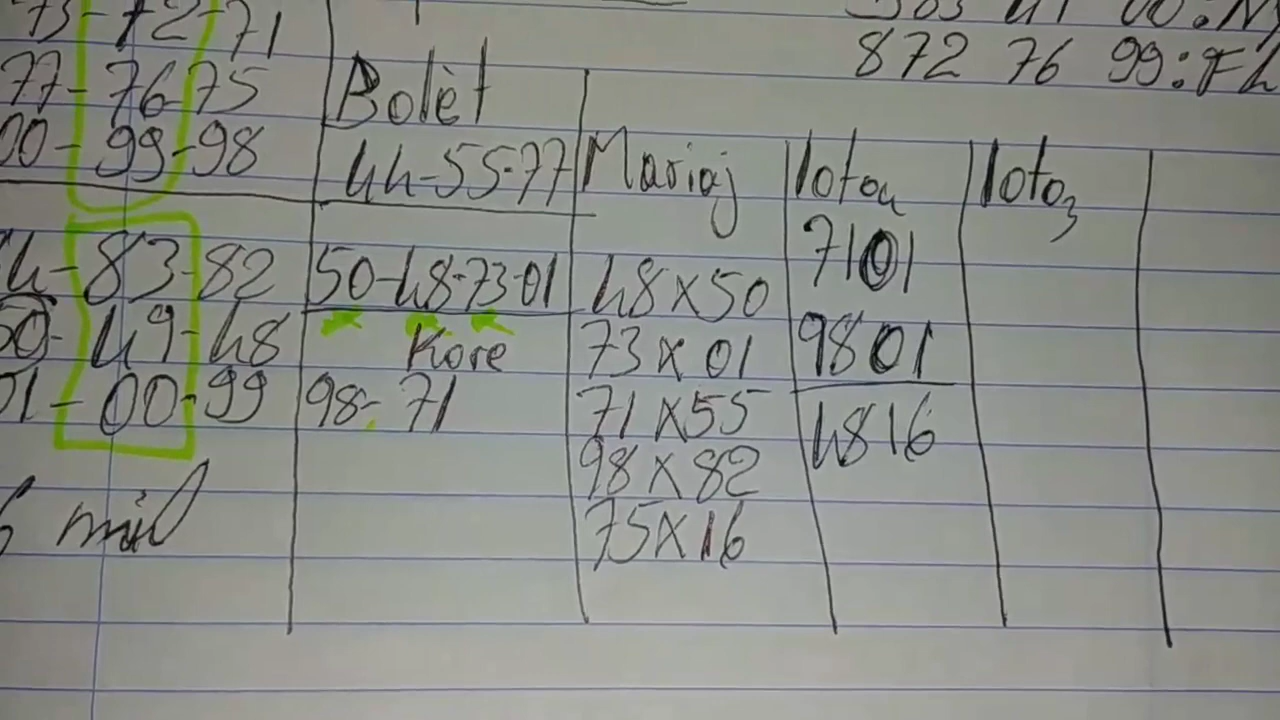 73-72-71
77-76-75
00-99-98
872 76 99:FL
Bolèt
44-55-77
Mariaj
loto4
loto3
83-82
50-49-48
01-00-99
mil
50-48-73-01
Kore
98-71
48x50
73x01
71x55
98x82
75x16
7101
9801
4816